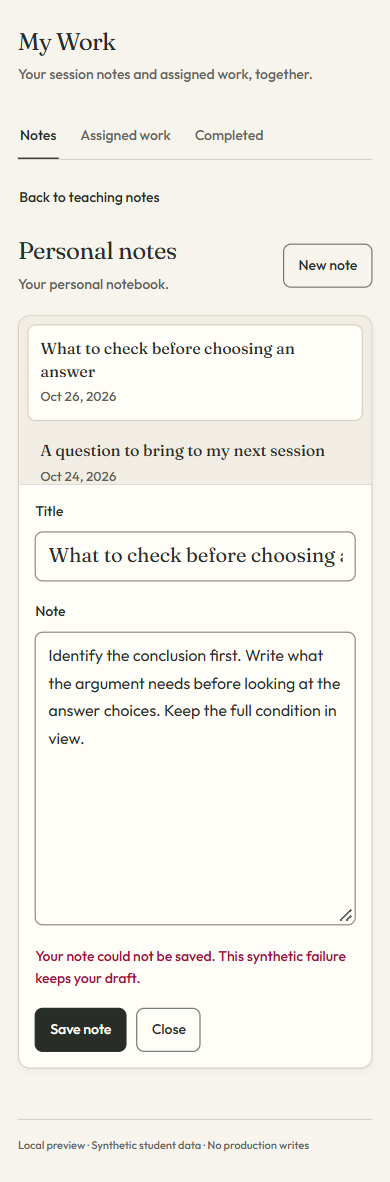 My Work
Your session notes and assigned work, together.
Notes Assigned work Completed
Back to teaching notes
Personal notes
Your personal notebook.
New note
What to check before choosing an
answer
Oct 26, 2026
A question to bring to my next session
Oct 24, 2026
Title
What to check before choosing
Note
Identify the conclusion first. Write what
the argument needs before looking at the
answer choices. Keep the full condition in
view.
Your note could not be saved. This synthetic failure
keeps your draft.
Save note Close
Local preview · Synthetic student data · No production writes